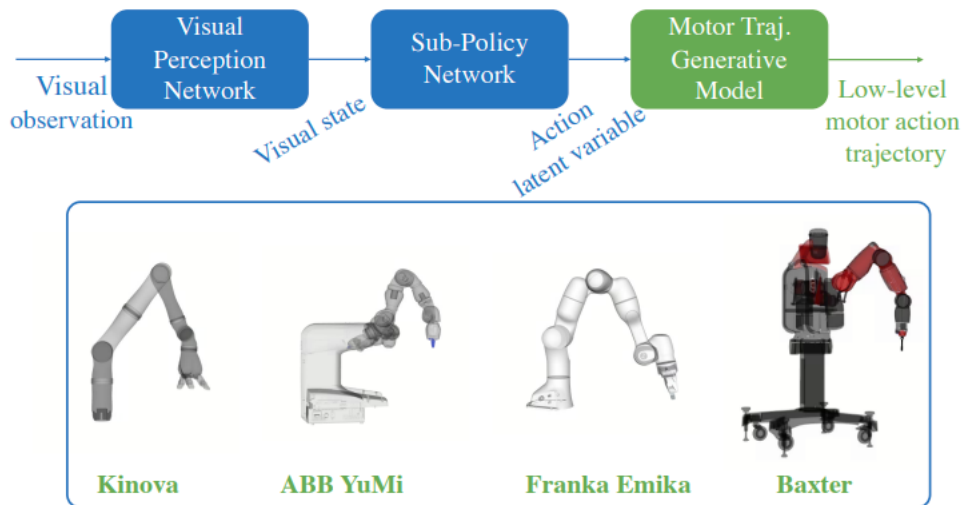 Visual
Perception
Network
Sub-Policy
Network
Motor Traj.
Generative
Model
Visual
observation
Visual state
Action
latent variable
Low-level
motor action
trajectory
Kinova
ABB YuMi
Franka Emika
Baxter